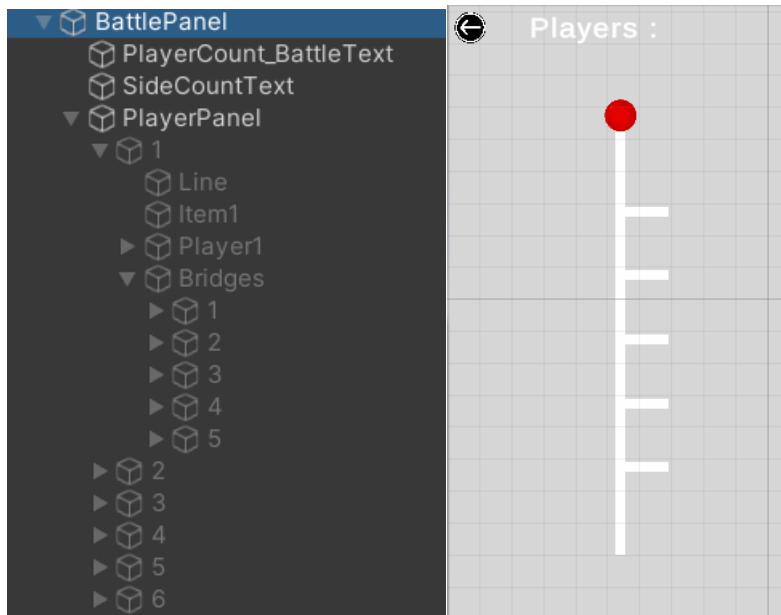 BattlePanel
PlayerCount_BattleText
SideCountText
PlayerPanel
1
Line
Item1
Player1
Bridges
1
2
3
4
5
2
3
4
5
6
Players :